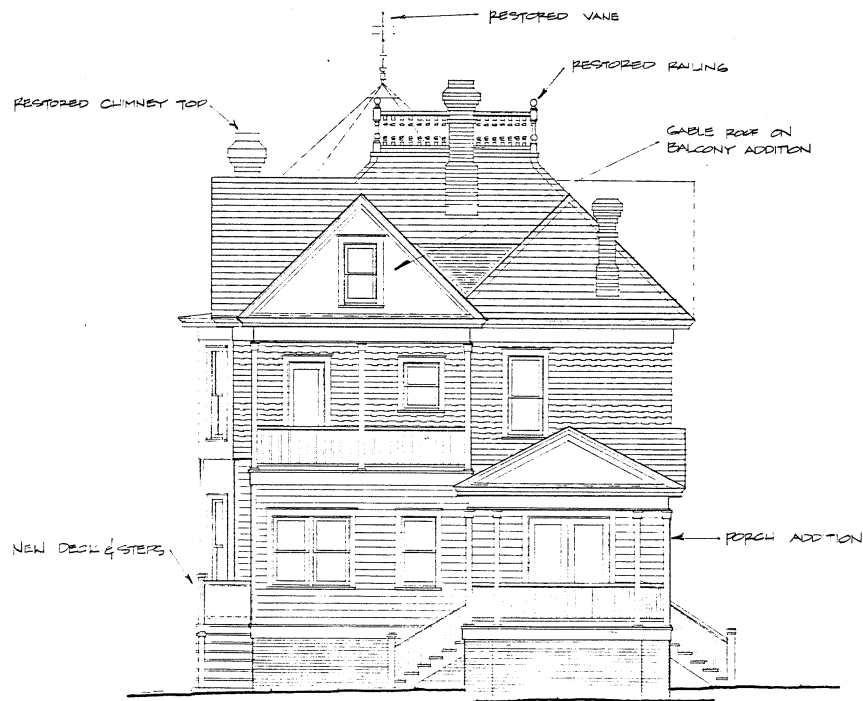 RESTORED VANE
RESTORED RAILING
RESTORED CHIMNEY TOP
GABLE ROOF ON
BALCONY ADDITION
NEW DECK & STEPS
PORCH ADDITION